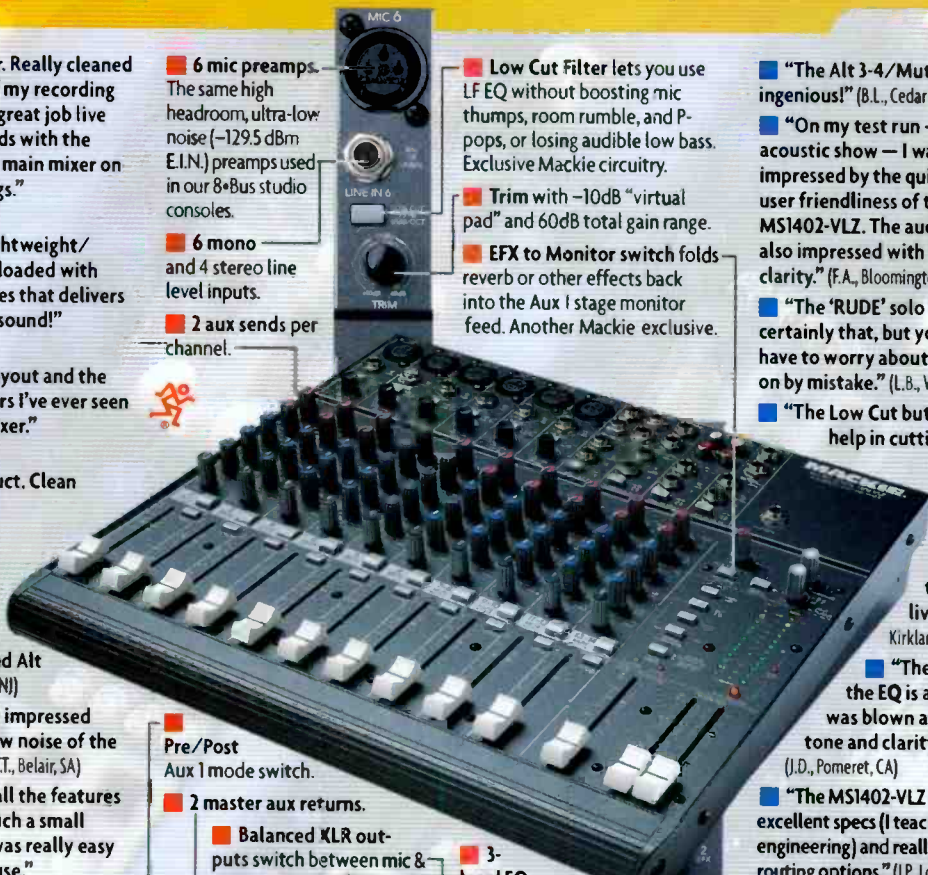 MIC 6
LINE IN 6
TRIM
r. Really cleaned
my recording
great job live
ds with the
main mixer on
gs."
htweight/
loaded with
es that delivers
sound!"
yout and the
rs I've ever seen
ixer."
uct. Clean
ed Alt
NJ)
impressed
w noise of the
T., Belair, SA)
all the features
ch a small
was really easy
use."
6 mic preamps.
The same high
headroom, ultra-low
noise (–129.5 dBm
E.I.N.) preamps used
in our 8•Bus studio
consoles.
6 mono
and 4 stereo line
level inputs.
2 aux sends per
channel.
Low Cut Filter lets you use
LF EQ without boosting mic
thumps, room rumble, and P-
pops, or losing audible low bass.
Exclusive Mackie circuitry.
Trim with –10dB "virtual
pad" and 60dB total gain range.
EFX to Monitor switch folds
reverb or other effects back
into the Aux 1 stage monitor
feed. Another Mackie exclusive.
MACKIE.
Pre/Post
Aux 1 mode switch.
2 master aux returns.
Balanced XLR out-
puts switch between mic &
3-
"The Alt 3-4/Mut
ingenious!" (B.L., Cedar
"On my test run –
acoustic show — I wa
impressed by the qui
user friendliness of t
MS1402-VLZ. The aud
also impressed with
clarity." (F.A., Bloomingt
"The 'RUDE' solo
certainly that, but yo
have to worry about
on by mistake." (L.B., V
"The Low Cut but
help in cutti
liv
Kirklan
"The
the EQ is a
was blown a
tone and clarit
(J.D., Pomeret, CA)
"The MS1402-VLZ
excellent specs (I teac
engineering) and reall
routing options." (J.P., L